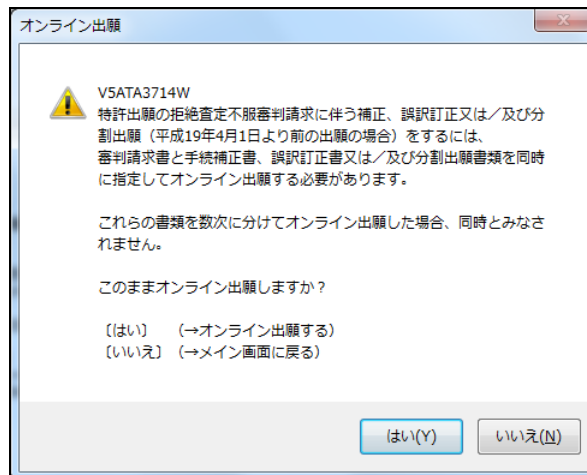 オンライン出願
V5ATA3714W
特許出願の拒絶査定不服審判請求に伴う補正、誤訳訂正又は／及び分
割出願（平成19年4月1日より前の出願の場合）をするには、
審判請求書と手続補正書、誤訳訂正書又は／及び分割出願書類を同時
に指定してオンライン出願する必要があります。
これらの書類を数次に分けてオンライン出願した場合、同時とみなさ
れません。
このままオンライン出願しますか？
〔はい〕 （→オンライン出願する）
〔いいえ〕（→メイン画面に戻る）
はい(Y) いいえ(N)